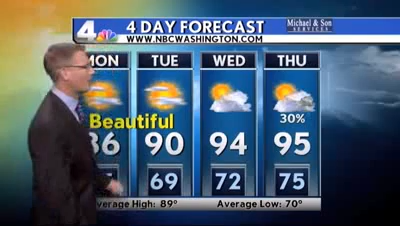 4 4 DAY FORECAST
WWW.NBCWASHINGTON.COM
Michael & Son
SERVICES
MON TUE WED THU
Beautiful
30%
86 90 94 95
69 72 75
Average High: 89° Average Low: 70°